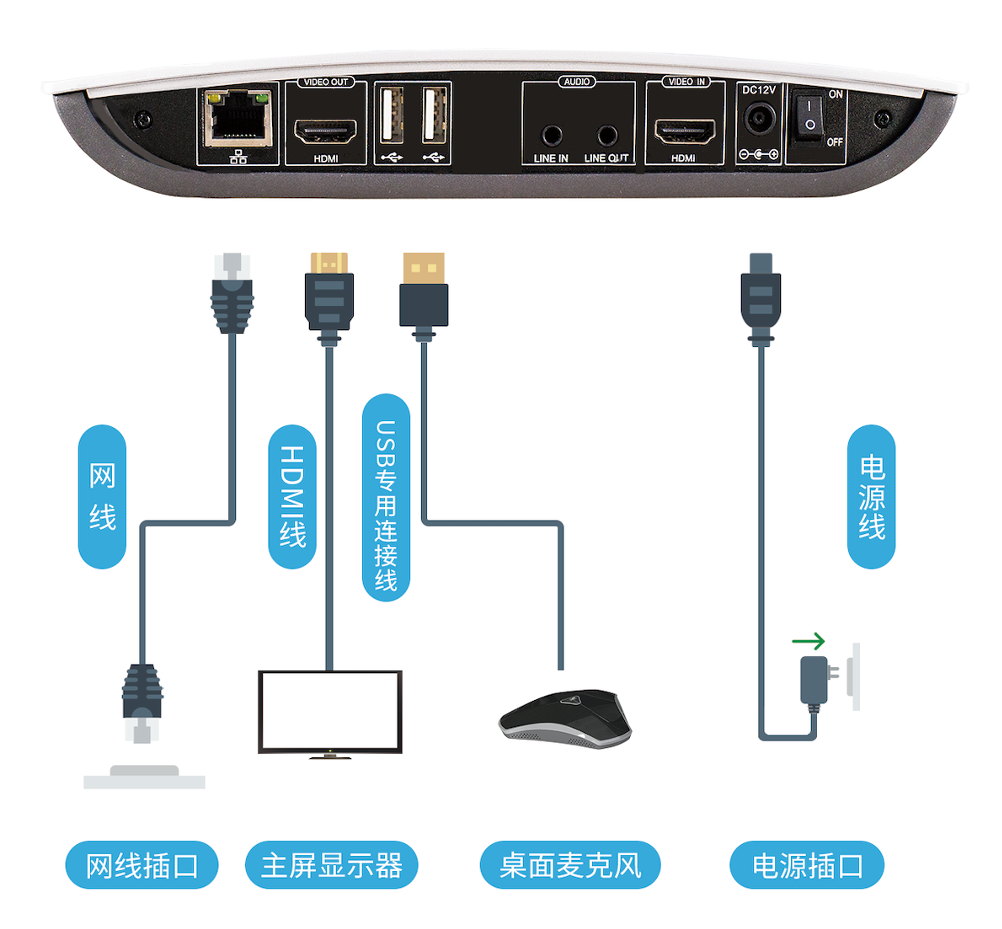 VIDEO OUT
AUDIO
VIDEO IN
DC12V
ON
OFF
HDMI
LINE IN
LINE OUT
HDMI
网线
HDMI线
USB专用连接线
电源线
网线插口
主屏显示器
桌面麦克风
电源插口